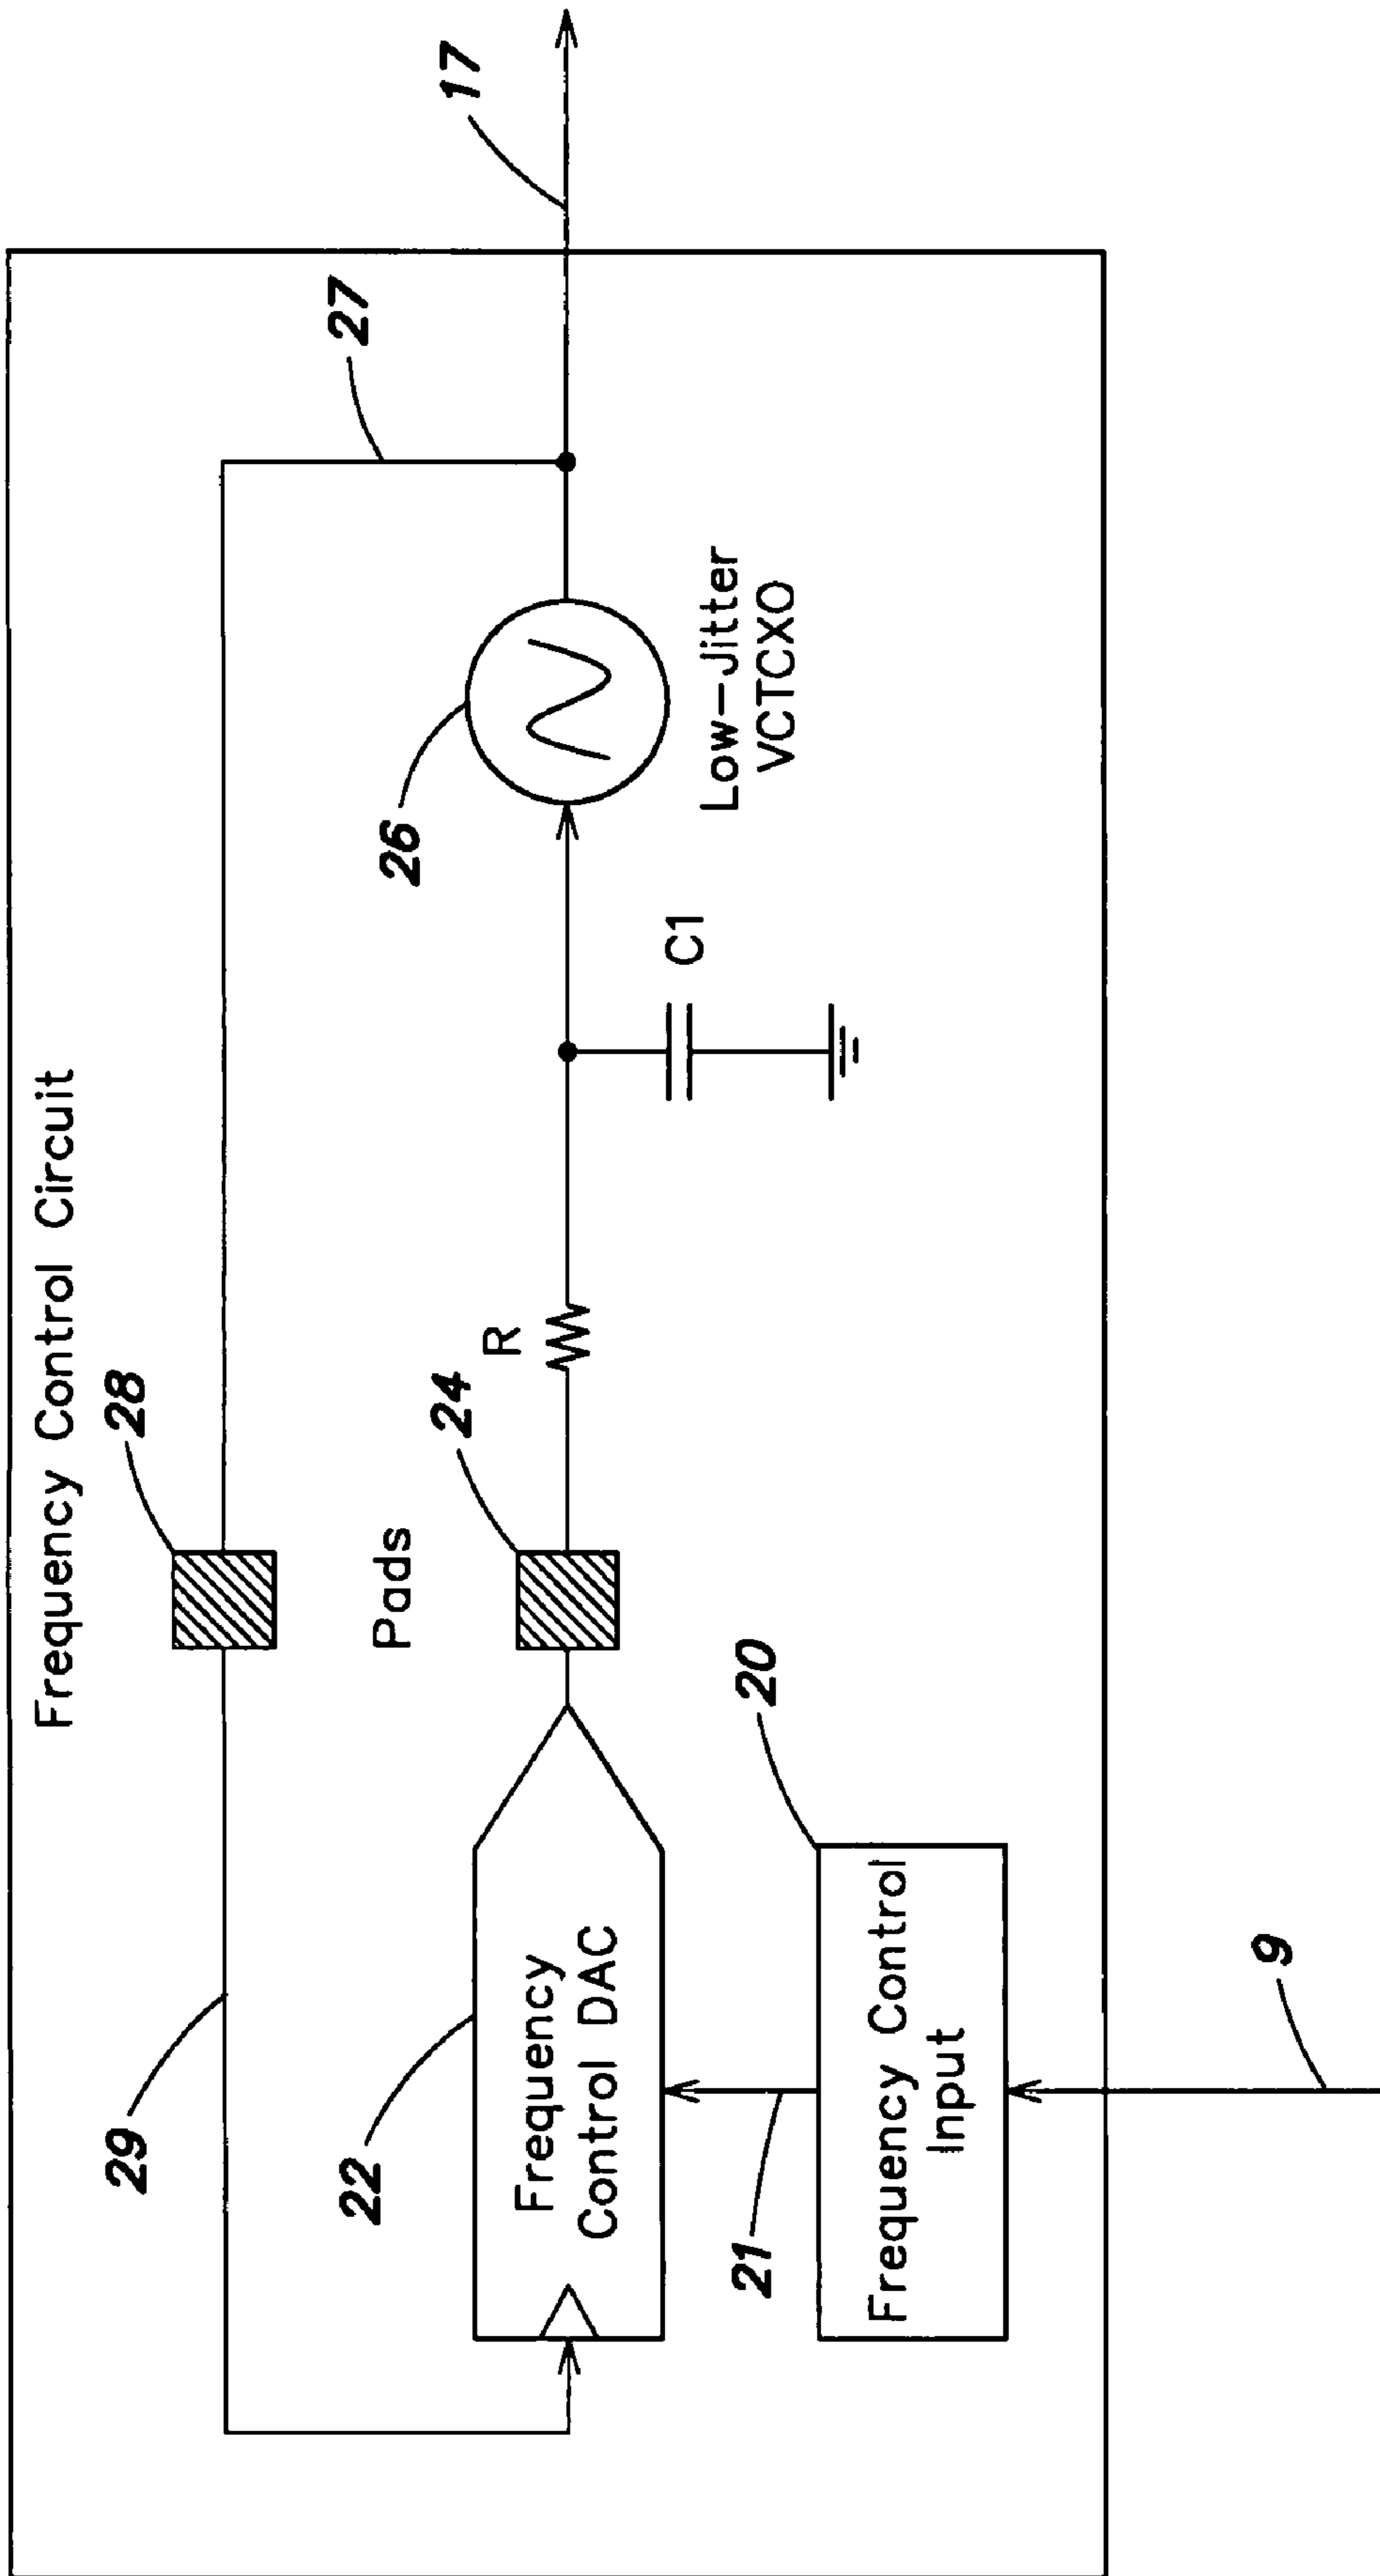 Frequency Control Circuit
29
28
27
17
Pads
22
24
R
26
Frequency
Control DAC
C1
Low-Jitter
VCTCXO
21
20
Frequency Control
Input
9